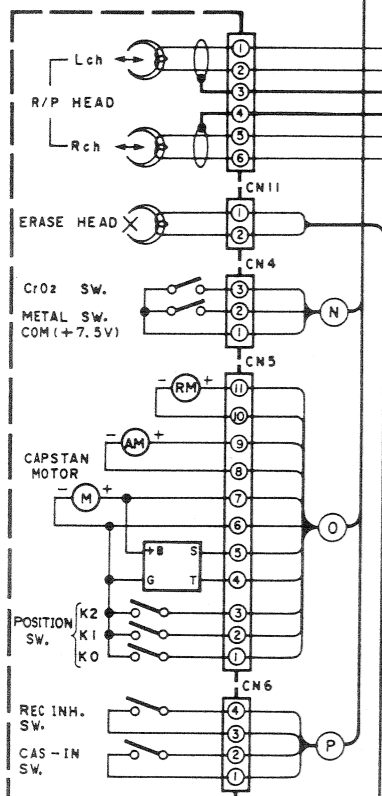 Lch
R/P HEAD
Rch
1
2
3
4
5
6
CN11
ERASE HEAD
1
2
CN4
CrO2 SW.
METAL SW.
COM(+7.5V)
3
2
1
N
CN5
- RM +
11
10
- AM +
9
8
CAPSTAN
MOTOR
- M +
7
6
+B S
G T
5
4
O
POSITION
SW.
K2
K1
K0
3
2
1
CN6
REC INH.
SW.
CAS-IN
SW.
4
3
2
1
P